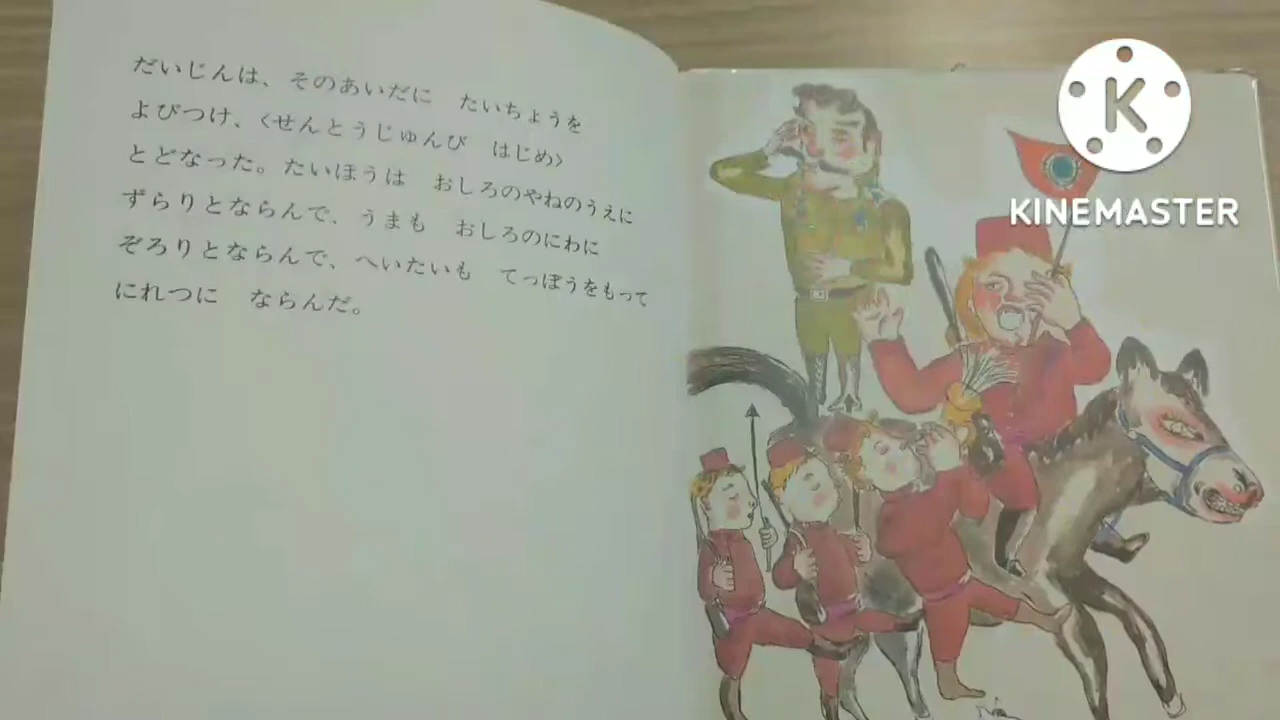 だいじんは、そのあいだに　たいちょうを
よびつけ、〈せんとうじゅんび　はじめ〉
とどなった。たいほうは　おしろのやねのうえに
ずらりとならんで、うまも　おしろのにわに
ぞろりとならんで、へいたいも　てっぽうをもって
にれつに　ならんだ。
K
KINEMASTER